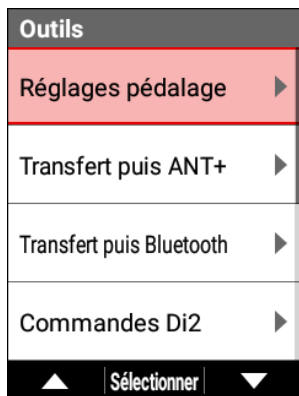 Outils
Réglages pédalage
Transfert puis ANT+
Transfert puis Bluetooth
Commandes Di2
Sélectionner